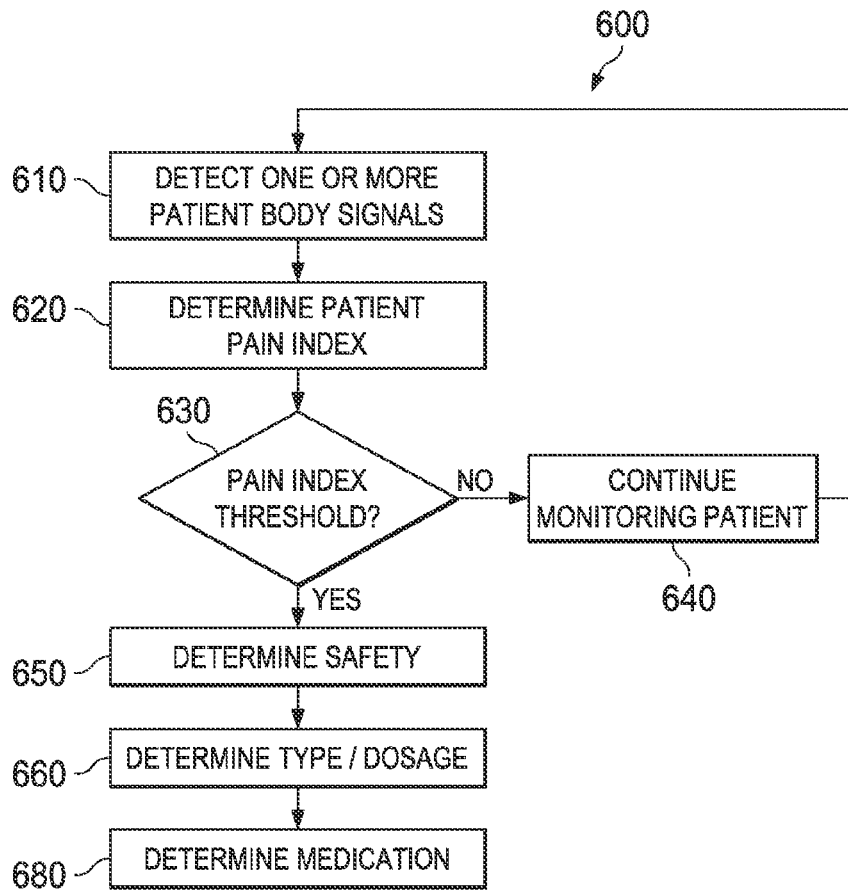 600
610
DETECT ONE OR MORE
PATIENT BODY SIGNALS
620
DETERMINE PATIENT
PAIN INDEX
630
PAIN INDEX
THRESHOLD?
NO
CONTINUE
MONITORING PATIENT
640
YES
650
DETERMINE SAFETY
660
DETERMINE TYPE / DOSAGE
680
DETERMINE MEDICATION